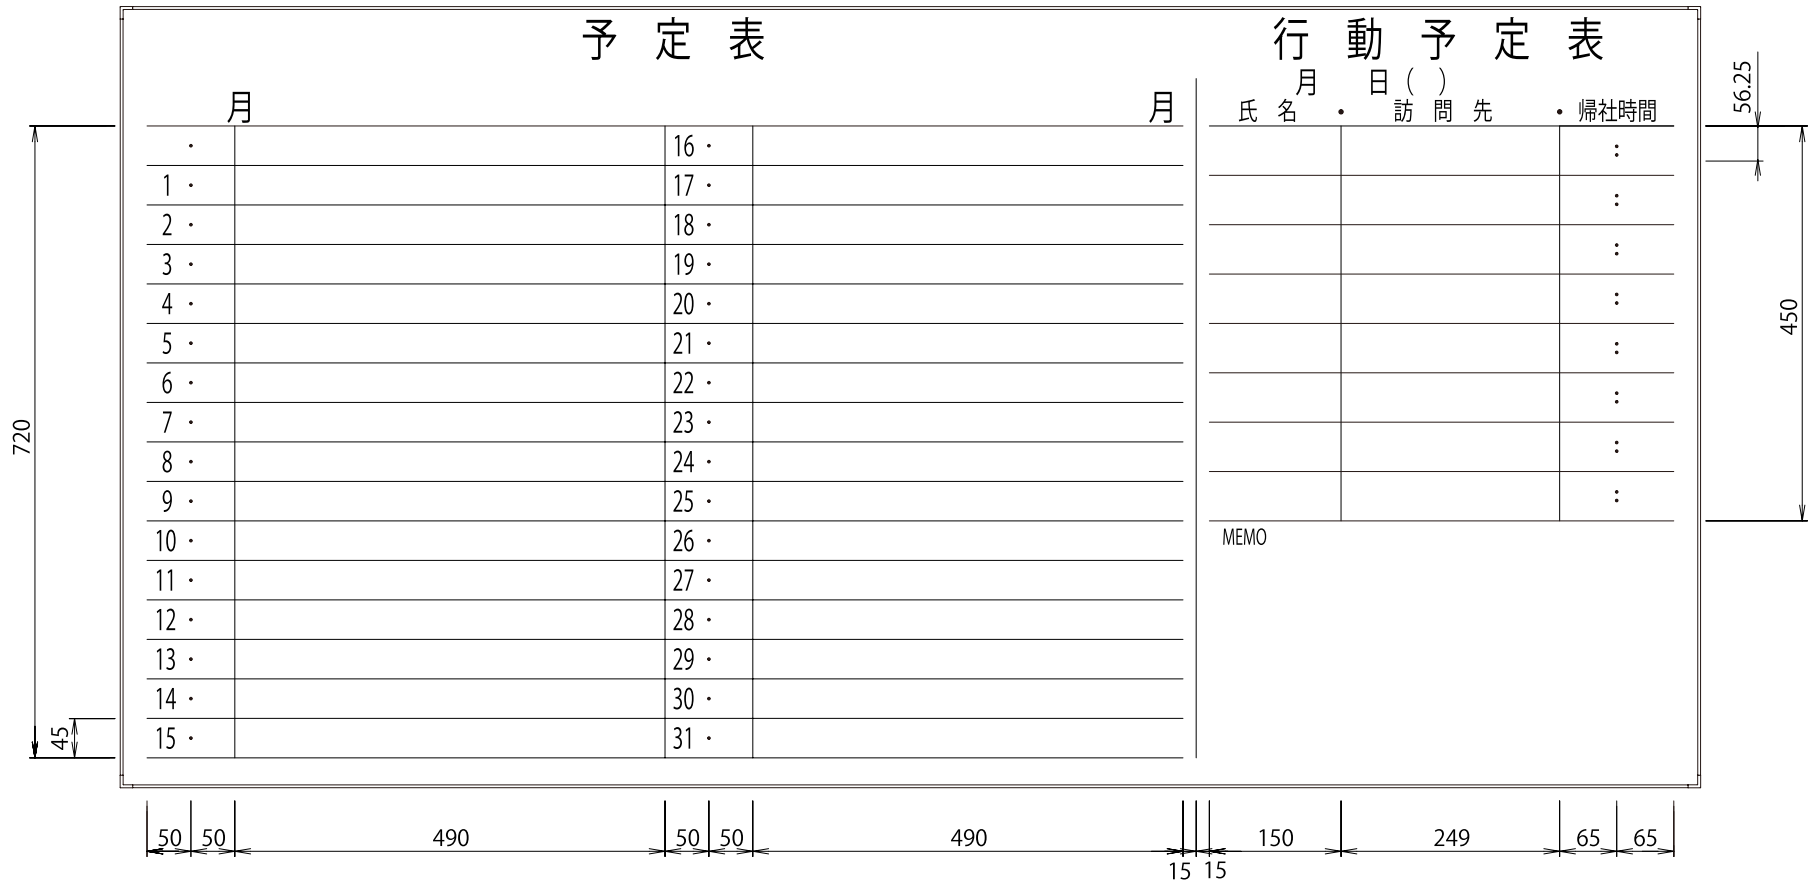 予定表 行動予定表
月 日( )
56.25
月 月 氏名 ・ 訪問先 ・ 帰社時間
・ 16 ・ :
1 ・ 17 ・ :
2 ・ 18 ・ :
3 ・ 19 ・ :
4 ・ 20 ・ :
450
5 ・ 21 ・ :
6 ・ 22 ・ :
7 ・ 23 ・ :
720
8 ・ 24 ・
9 ・ 25 ・ :
10 ・ 26 ・ MEMO
11 ・ 27 ・
12 ・ 28 ・
13 ・ 29 ・
14 ・ 30 ・
45
15 ・ 31 ・
50 50 490 50 50 490 150 249 65 65
15 15